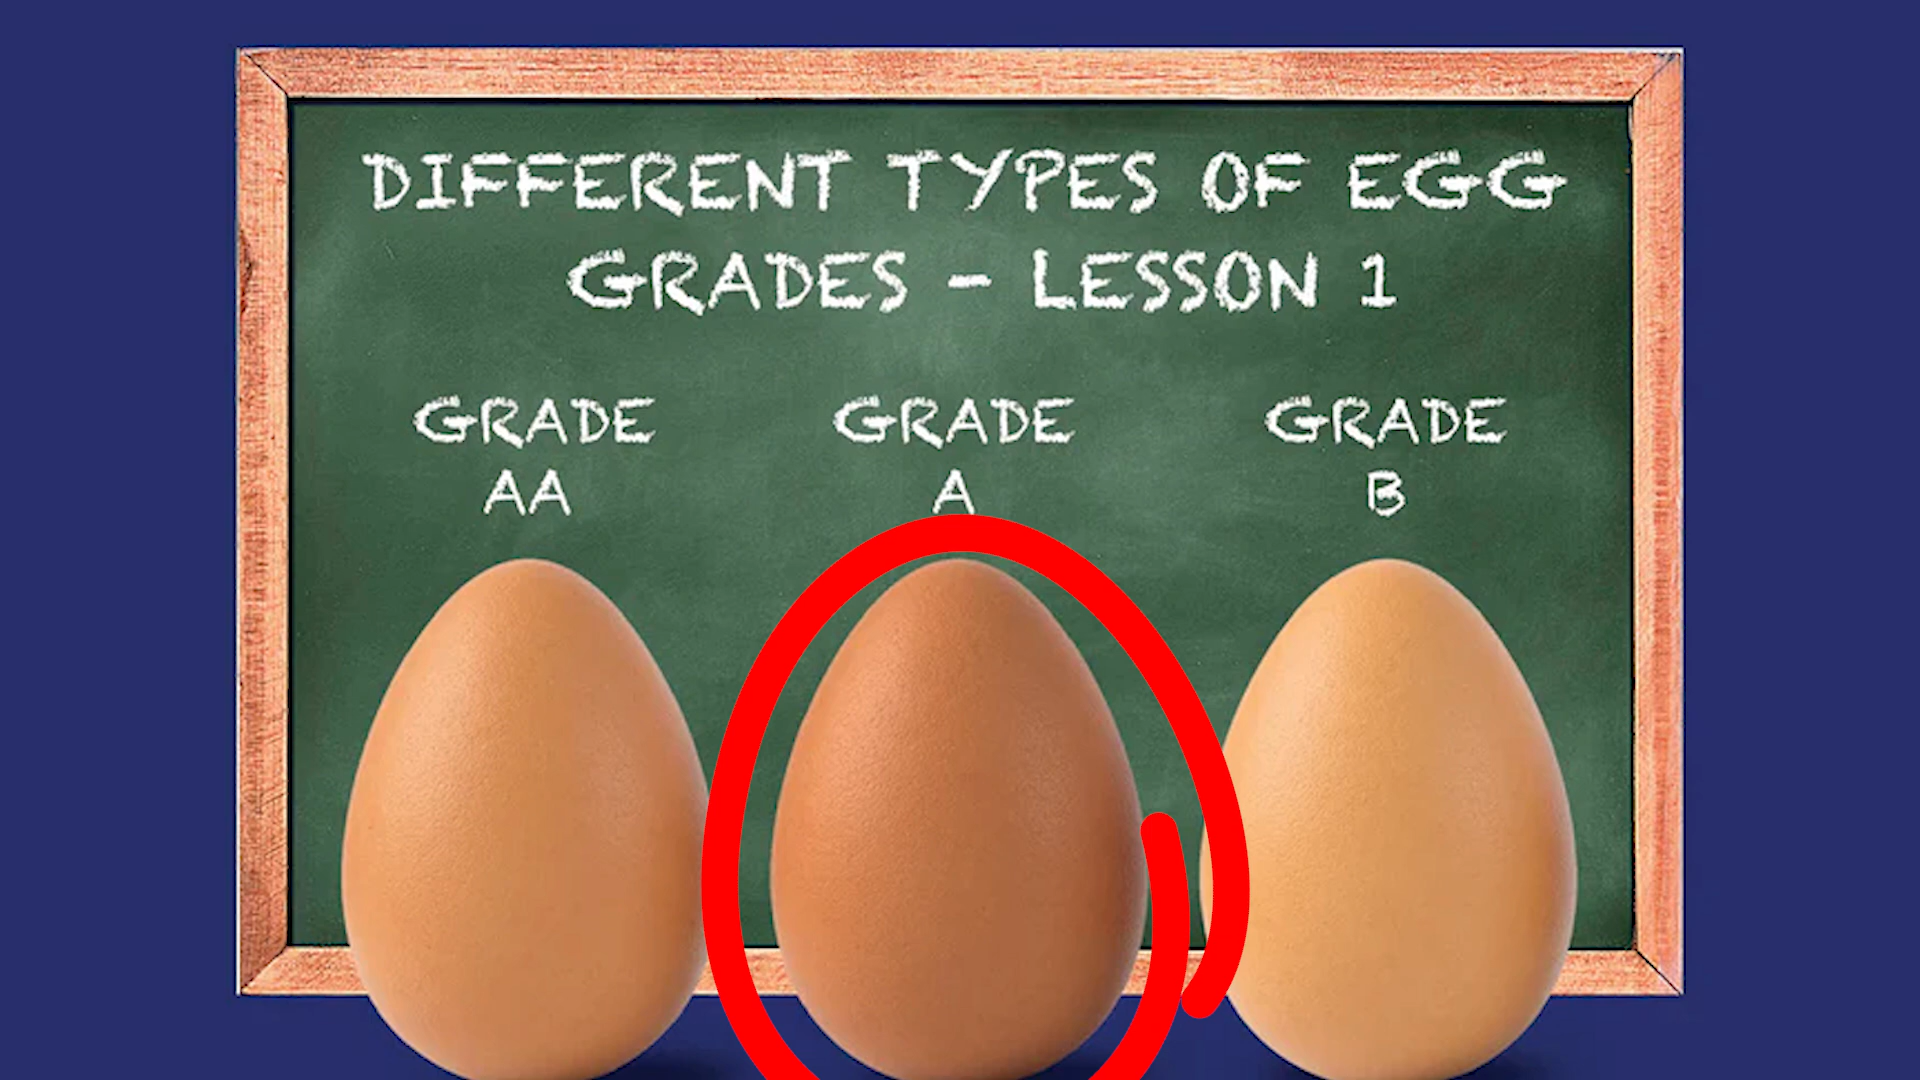 DIFFERENT TYPES OF EGG
GRADES - LESSON 1
GRADE GRADE GRADE
AA A B